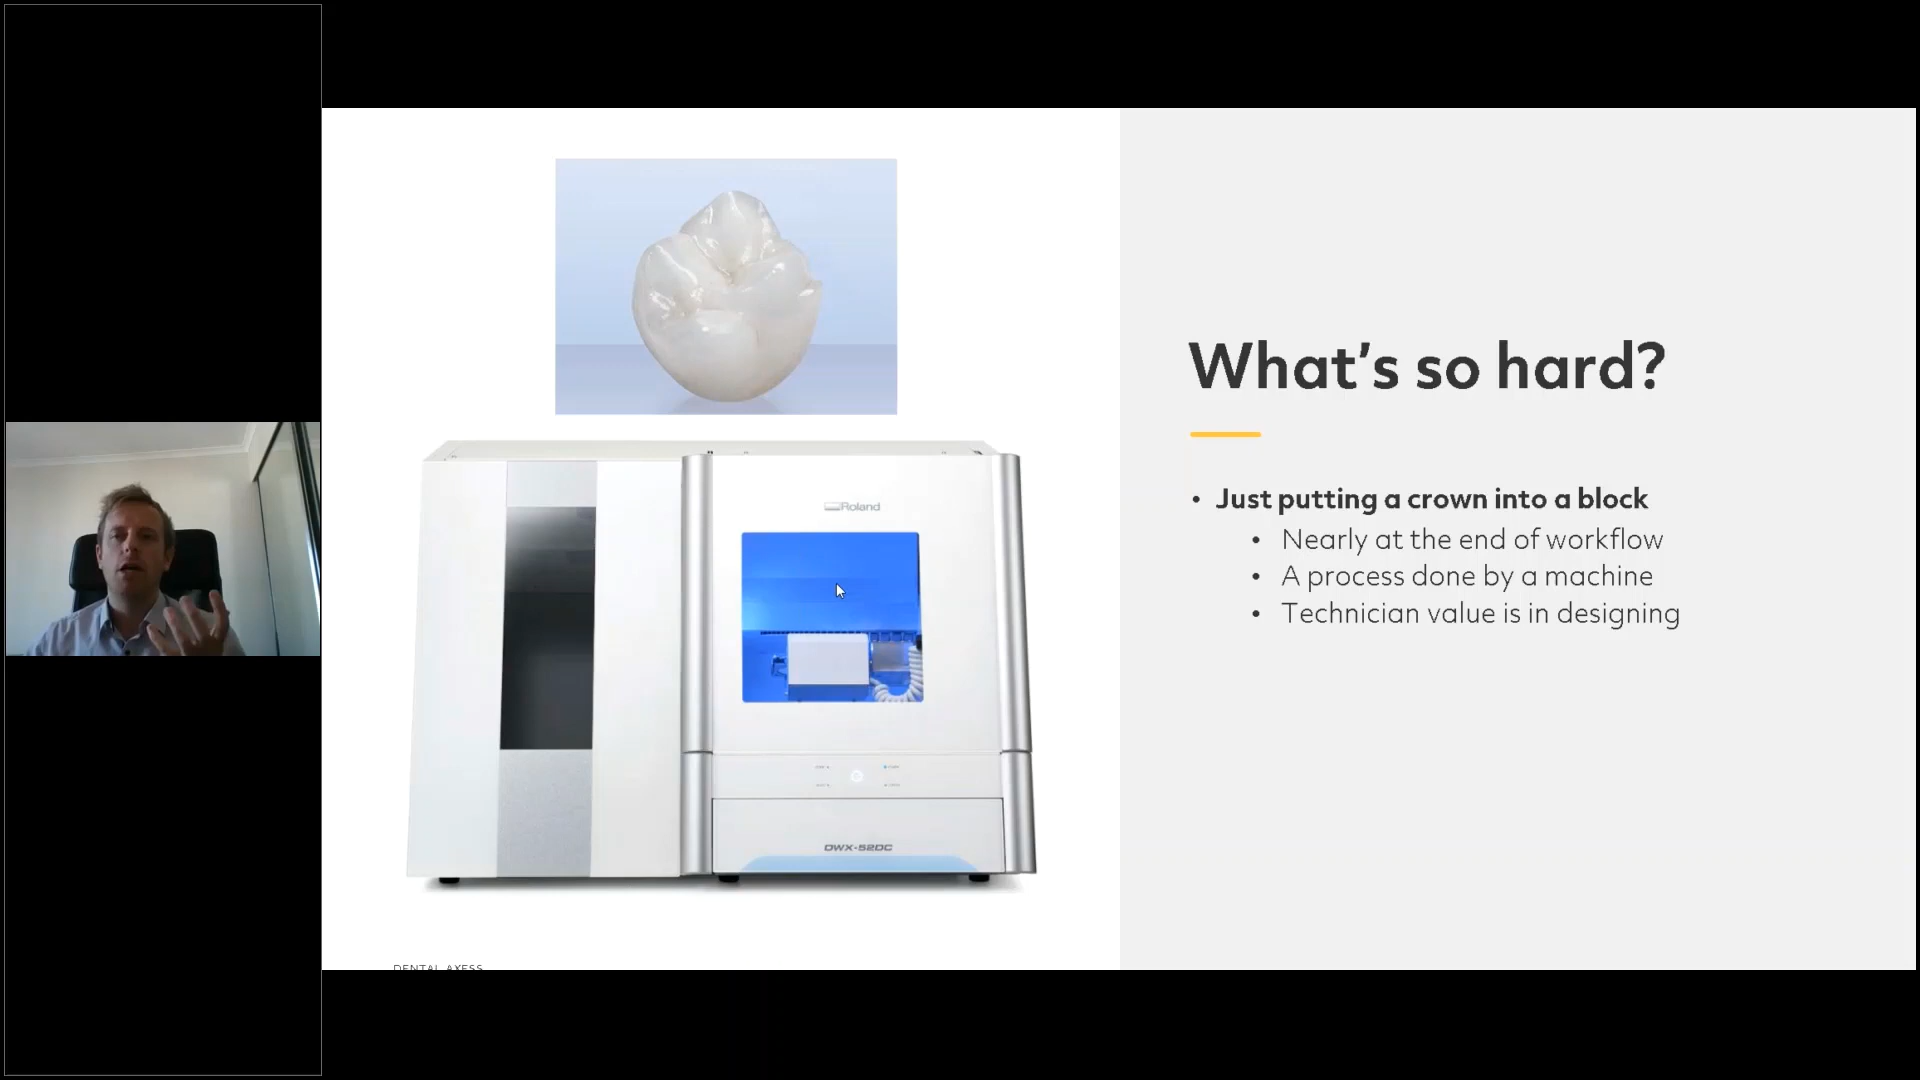 What's so hard?
• Just putting a crown into a block
• Nearly at the end of workflow
• A process done by a machine
• Technician value is in designing
Roland
DWX-52DC
DENTAL AXESS